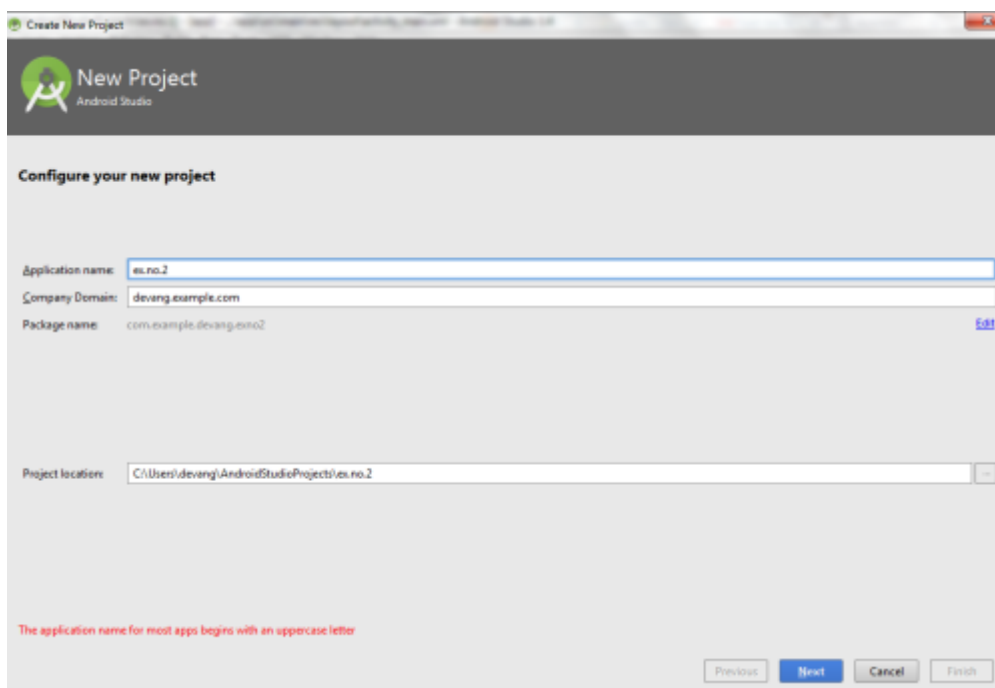 Create New Project
New Project
Android Studio
Configure your new project
Application name: ex.no.2
Company Domain: devang.example.com
Package name: com.example.devang.exno2 Edit
Project location: C:\Users\devang\AndroidStudioProjects\ex.no.2 ...
The application name for most apps begins with an uppercase letter
Previous Next Cancel Finish